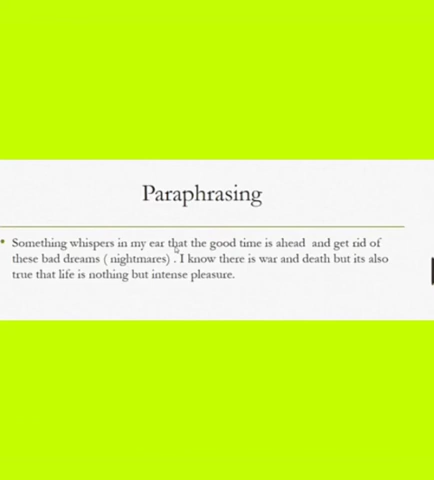 Paraphrasing
• Something whispers in my ear that the good time is ahead and get rid of
these bad dreams ( nightmares) . I know there is war and death but its also
true that life is nothing but intense pleasure.